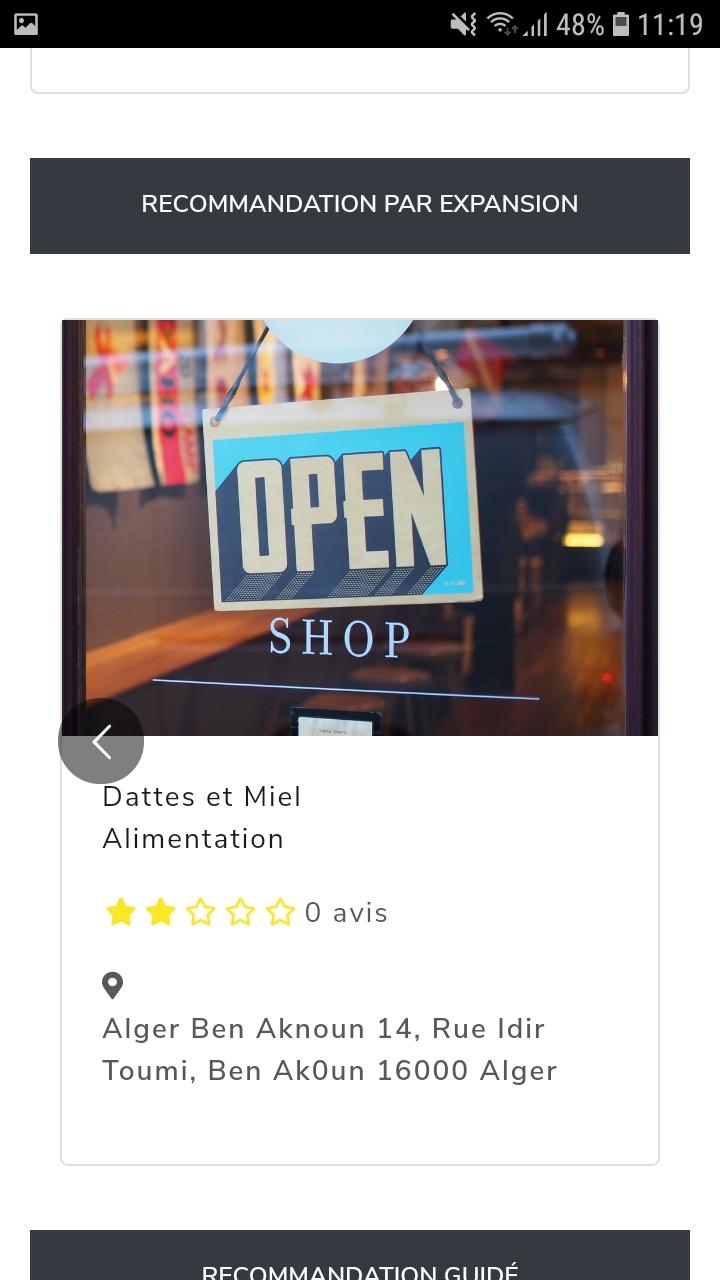 48% 11:19
RECOMMANDATION PAR EXPANSION
OPEN
SHOP
Dattes et Miel
Alimentation
0 avis
Alger Ben Aknoun 14, Rue Idir
Toumi, Ben Ak0un 16000 Alger
RECOMMANDATION GUIDÉ